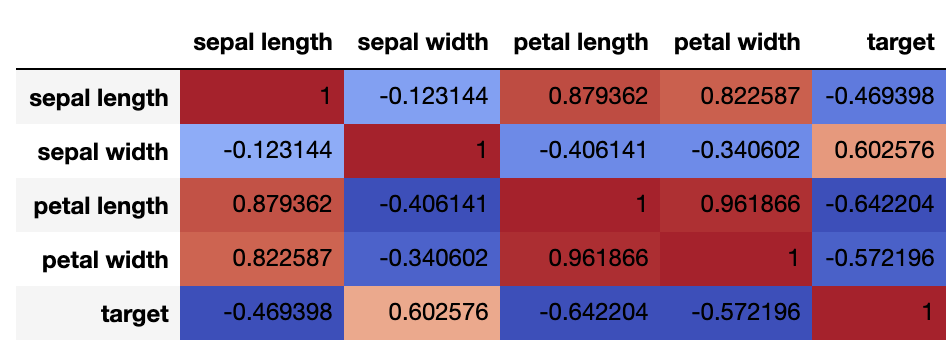 sepal length sepal width petal length petal width target
sepal length 1 -0.123144 0.879362 0.822587 -0.469398
sepal width -0.123144 1 -0.406141 -0.340602 0.602576
petal length 0.879362 -0.406141 1 0.961866 -0.642204
petal width 0.822587 -0.340602 0.961866 1 -0.572196
target -0.469398 0.602576 -0.642204 -0.572196 1